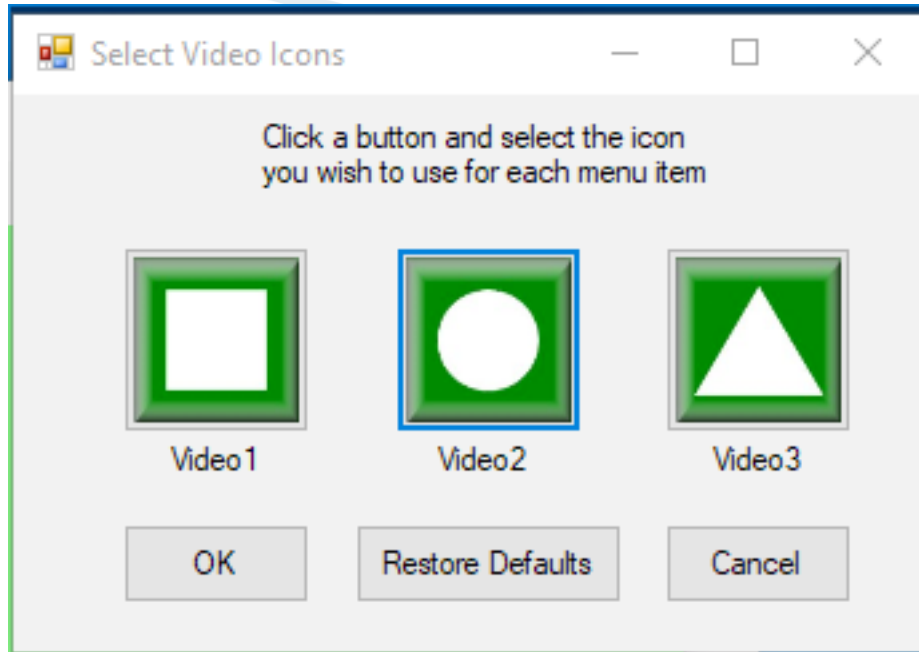 Select Video Icons
Click a button and select the icon
you wish to use for each menu item
Video1 Video2 Video3
OK Restore Defaults Cancel